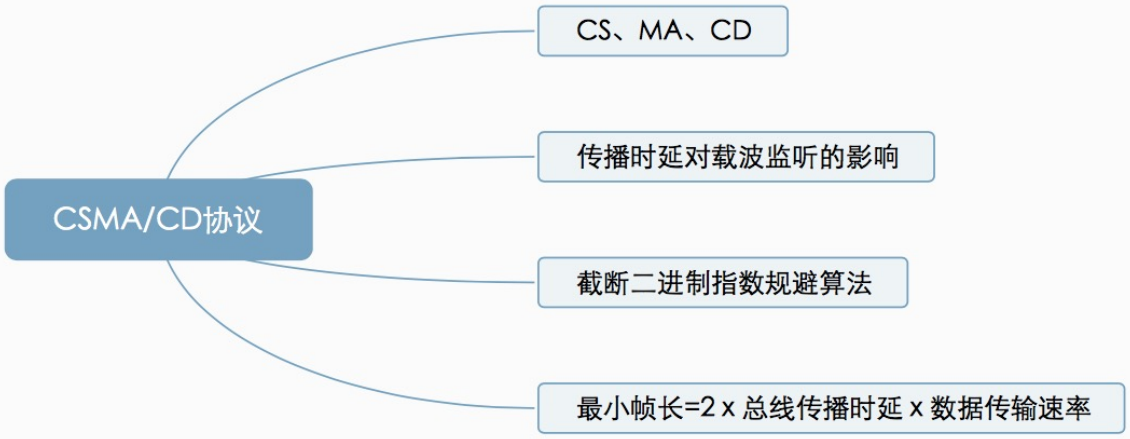 CS、MA、CD
传播时延对载波监听的影响
CSMA/CD协议
截断二进制指数规避算法
最小帧长=2 x 总线传播时延 x 数据传输速率